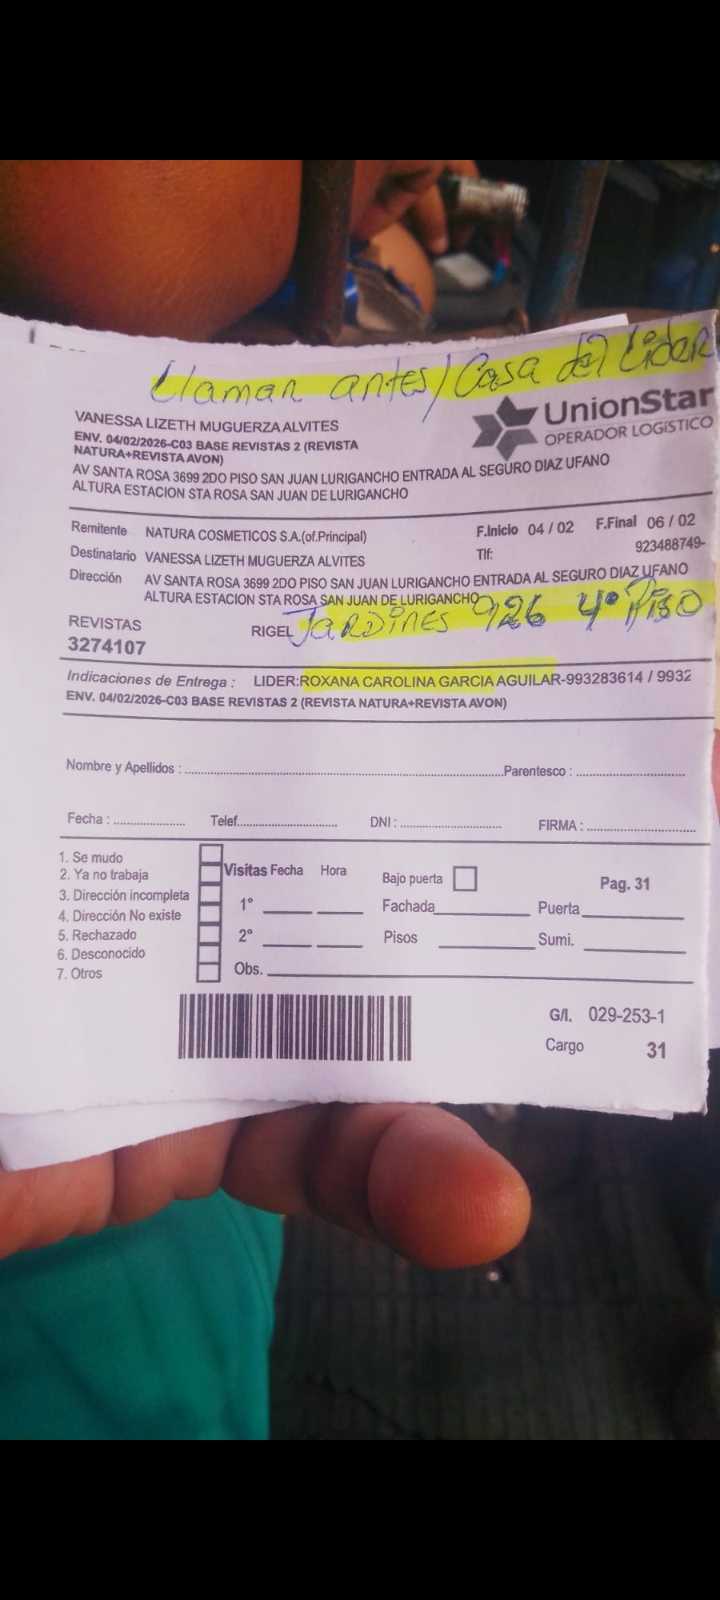 Llamar antes/Casa del Lider
UnionStar
OPERADOR LOGÍSTICO
VANESSA LIZETH MUGUERZA ALVITES
ENV. 04/02/2026-C03 BASE REVISTAS 2 (REVISTA
NATURA+REVISTA AVON)
AV SANTA ROSA 3699 2DO PISO SAN JUAN LURIGANCHO ENTRADA AL SEGURO DIAZ UFANO
ALTURA ESTACION STA ROSA SAN JUAN DE LURIGANCHO
Remitente NATURA COSMETICOS S.A.(of.Principal) F.Inicio 04 / 02 F.Final 06 / 02
Destinatario VANESSA LIZETH MUGUERZA ALVITES Tlf: 923488749-
Dirección AV SANTA ROSA 3699 2DO PISO SAN JUAN LURIGANCHO ENTRADA AL SEGURO DIAZ UFANO
ALTURA ESTACION STA ROSA SAN JUAN DE LURIGANCHO
REVISTAS RIGEL JARDINES 926 4° Piso
3274107
Indicaciones de Entrega : LIDER:ROXANA CAROLINA GARCIA AGUILAR-993283614 / 9932
ENV. 04/02/2026-C03 BASE REVISTAS 2 (REVISTA NATURA+REVISTA AVON)
Nombre y Apellidos : Parentesco :
Fecha : Telef. DNI : FIRMA :
1. Se mudo
2. Ya no trabaja
3. Dirección incompleta
4. Dirección No existe
5. Rechazado
6. Desconocido
7. Otros
Visitas Fecha Hora
1°
2°
Obs.
Bajo puerta
Fachada Puerta
Pisos Sumi.
Pag. 31
G/I. 029-253-1
Cargo 31